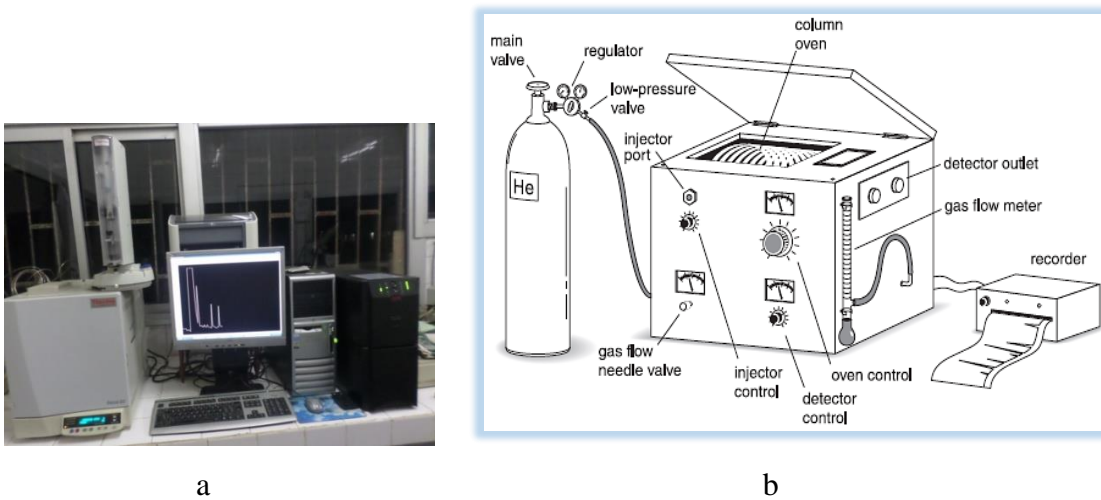 main
valve
regulator
low-pressure
valve
injector
port
column
oven
He
detector outlet
gas flow meter
recorder
gas flow
needle valve
injector
control
detector
control
oven control
a
b